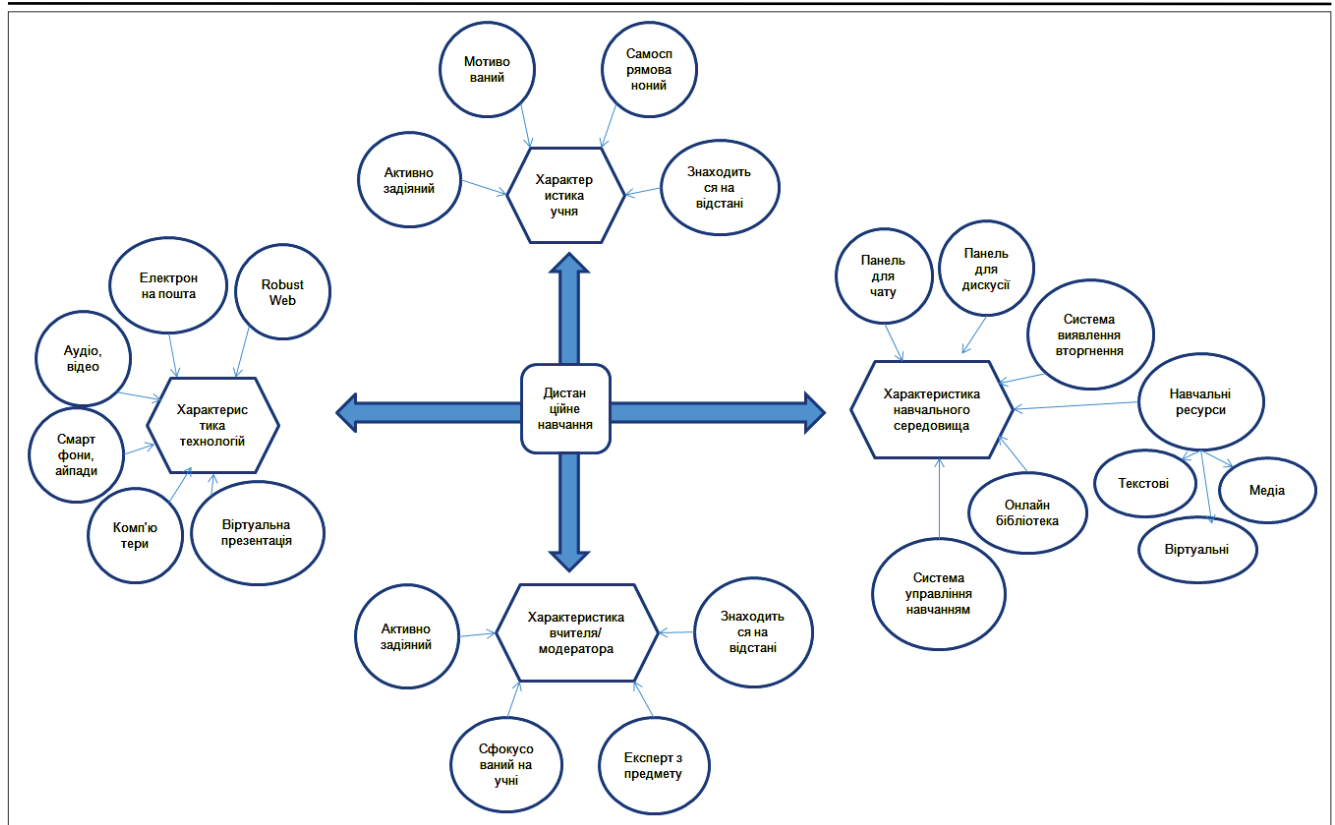 Мотиво
ваний
Самосп
рямова
ноний
Активно
задіяний
Характер
истика
учня
Знаходить
ся на
відстані
Електрон
на пошта
Robust
Web
Аудіо,
відео
Характерис
тика
технологій
Смарт
фони,
айпади
Комп'ю
тери
Віртуальна
презентація
Дистан
ційне
навчання
Панель
для
чату
Панель
для
дискусії
Система
виявлення
вторгнення
Характеристика
навчального
середовища
Навчальні
ресурси
Текстові
Медіа
Віртуальні
Онлайн
бібліотека
Система
управління
навчанням
Характеристика
вчителя/
модератора
Активно
задіяний
Знаходить
ся на
відстані
Сфокусо
ваний на
учні
Експерт з
предмету